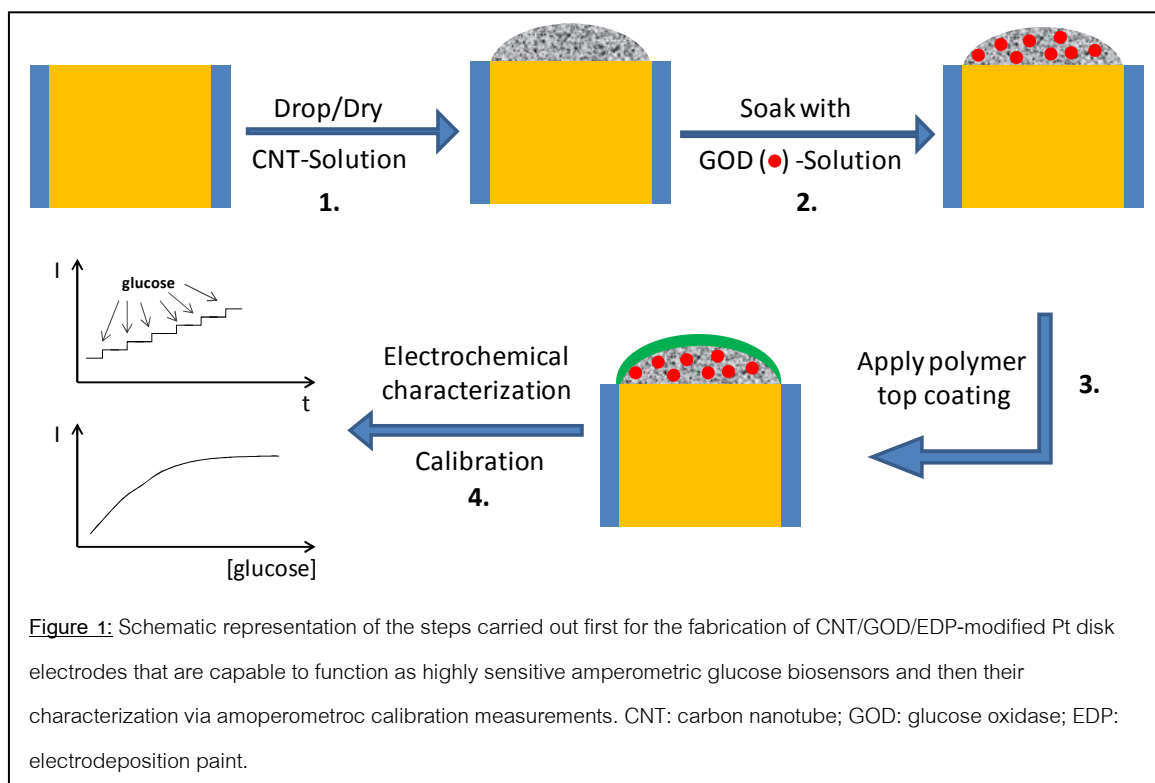 Drop/Dry
CNT-Solution
1.
Soak with
GOD (●) -Solution
2.
Apply polymer
top coating
3.
Electrochemical
characterization
Calibration
4.
I
glucose
t
I
[glucose]
Figure 1: Schematic representation of the steps carried out first for the fabrication of CNT/GOD/EDP-modified Pt disk
electrodes that are capable to function as highly sensitive amperometric glucose biosensors and then their
characterization via amoperometroc calibration measurements. CNT: carbon nanotube; GOD: glucose oxidase; EDP:
electrodeposition paint.